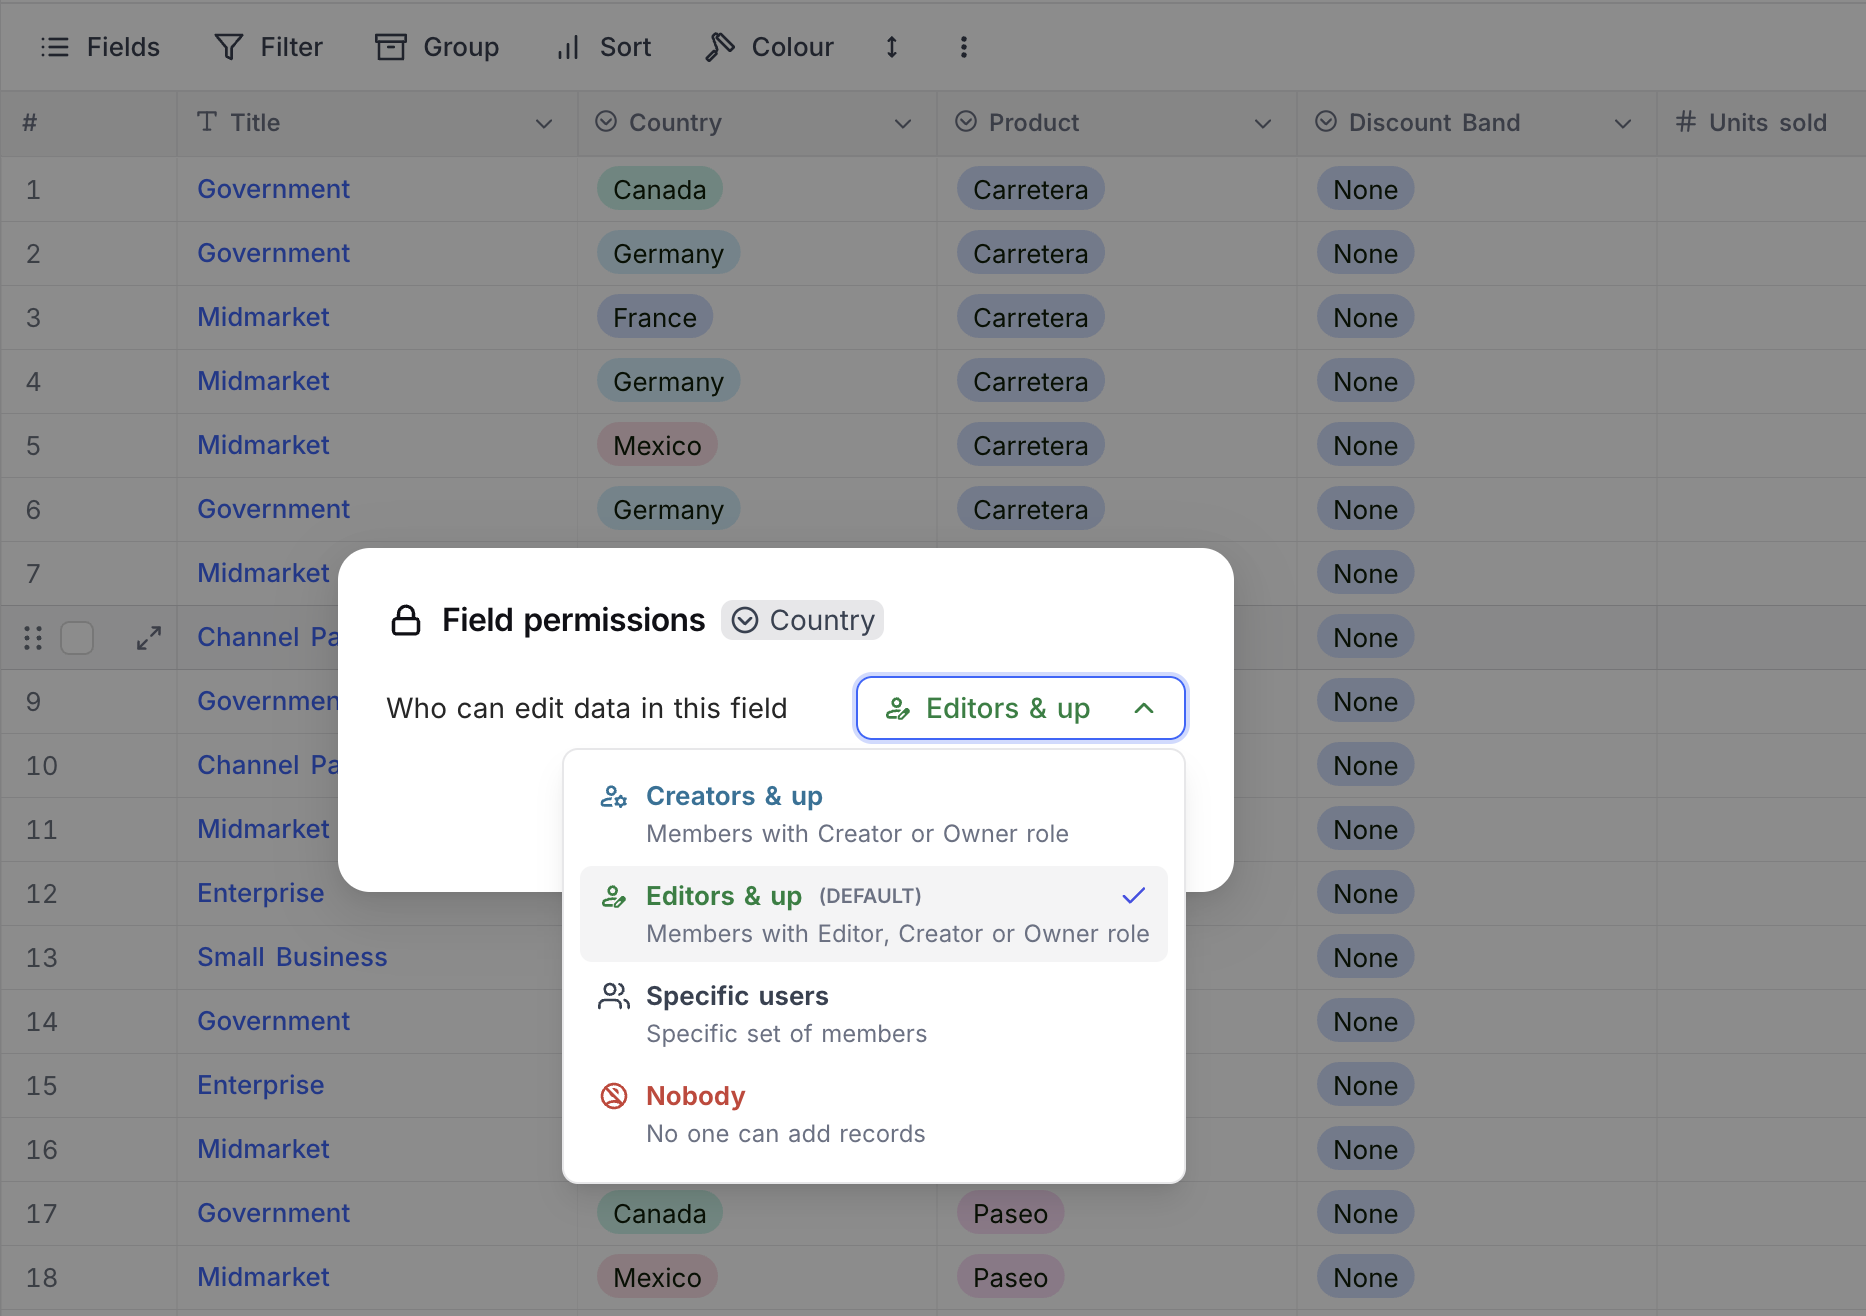 Fields Filter Group Sort Colour
# Title Country Product Discount Band # Units sold
1 Government Canada Carretera None
2 Government Germany Carretera None
3 Midmarket France Carretera None
4 Midmarket Germany Carretera None
5 Midmarket Mexico Carretera None
6 Government Germany Carretera None
7 Midmarket None
Channel Pa None
9 Governmen None
10 Channel Pa None
11 Midmarket None
12 Enterprise None
13 Small Business None
14 Government None
15 Enterprise None
16 Midmarket None
17 Government Canada Paseo None
18 Midmarket Mexico Paseo None
Field permissions Country
Who can edit data in this field Editors & up
Creators & up
Members with Creator or Owner role
Editors & up (DEFAULT)
Members with Editor, Creator or Owner role
Specific users
Specific set of members
Nobody
No one can add records